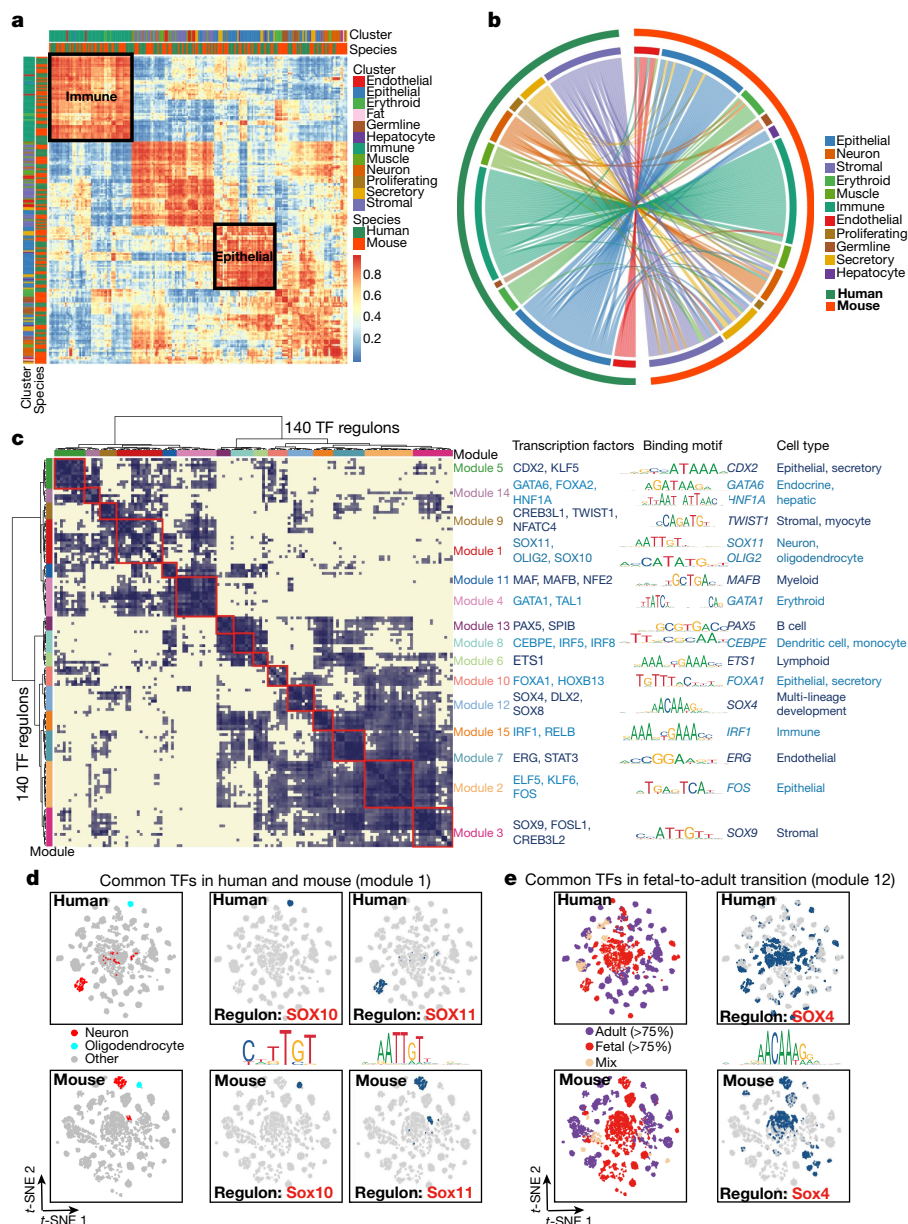 a
Cluster
Species
Immune
Epithelial
Cluster
Endothelial
Epithelial
Erythroid
Fat
Germline
Hepatocyte
Immune
Muscle
Neuron
Proliferating
Secretory
Stromal
Species
Human
Mouse
0.8
0.6
0.4
0.2
Cluster
Species
b
Epithelial
Neuron
Stromal
Erythroid
Muscle
Immune
Endothelial
Proliferating
Germline
Secretory
Hepatocyte
Human
Mouse
c
140 TF regulons
140 TF regulons
Module
Module Transcription factors Binding motif Cell type
Module 5 CDX2, KLF5 CDX2 Epithelial, secretory
Module 14 GATA6, FOXA2, HNF1A GATA6 HNF1A Endocrine, hepatic
Module 9 CREB3L1, TWIST1, NFATC4 TWIST1 Stromal, myocyte
Module 1 SOX11, OLIG2, SOX10 SOX11 OLIG2 Neuron, oligodendrocyte
Module 11 MAF, MAFB, NFE2 MAFB Myeloid
Module 4 GATA1, TAL1 GATA1 Erythroid
Module 13 PAX5, SPIB PAX5 B cell
Module 8 CEBPE, IRF5, IRF8 CEBPE Dendritic cell, monocyte
Module 6 ETS1 ETS1 Lymphoid
Module 10 FOXA1, HOXB13 FOXA1 Epithelial, secretory
Module 12 SOX4, DLX2, SOX8 SOX4 Multi-lineage development
Module 15 IRF1, RELB IRF1 Immune
Module 7 ERG, STAT3 ERG Endothelial
Module 2 ELF5, KLF6, FOS FOS Epithelial
Module 3 SOX9, FOSL1, CREB3L2 SOX9 Stromal
d
Common TFs in human and mouse (module 1)
Human
Human
Human
Regulon: SOX10
Regulon: SOX11
Neuron
Oligodendrocyte
Other
Mouse
Mouse
Mouse
Regulon: Sox10
Regulon: Sox11
t-SNE 2
t-SNE 1
e
Common TFs in fetal-to-adult transition (module 12)
Human
Regulon: SOX4
Adult (>75%)
Fetal (>75%)
Mix
Mouse
Regulon: Sox4
t-SNE 2
t-SNE 1